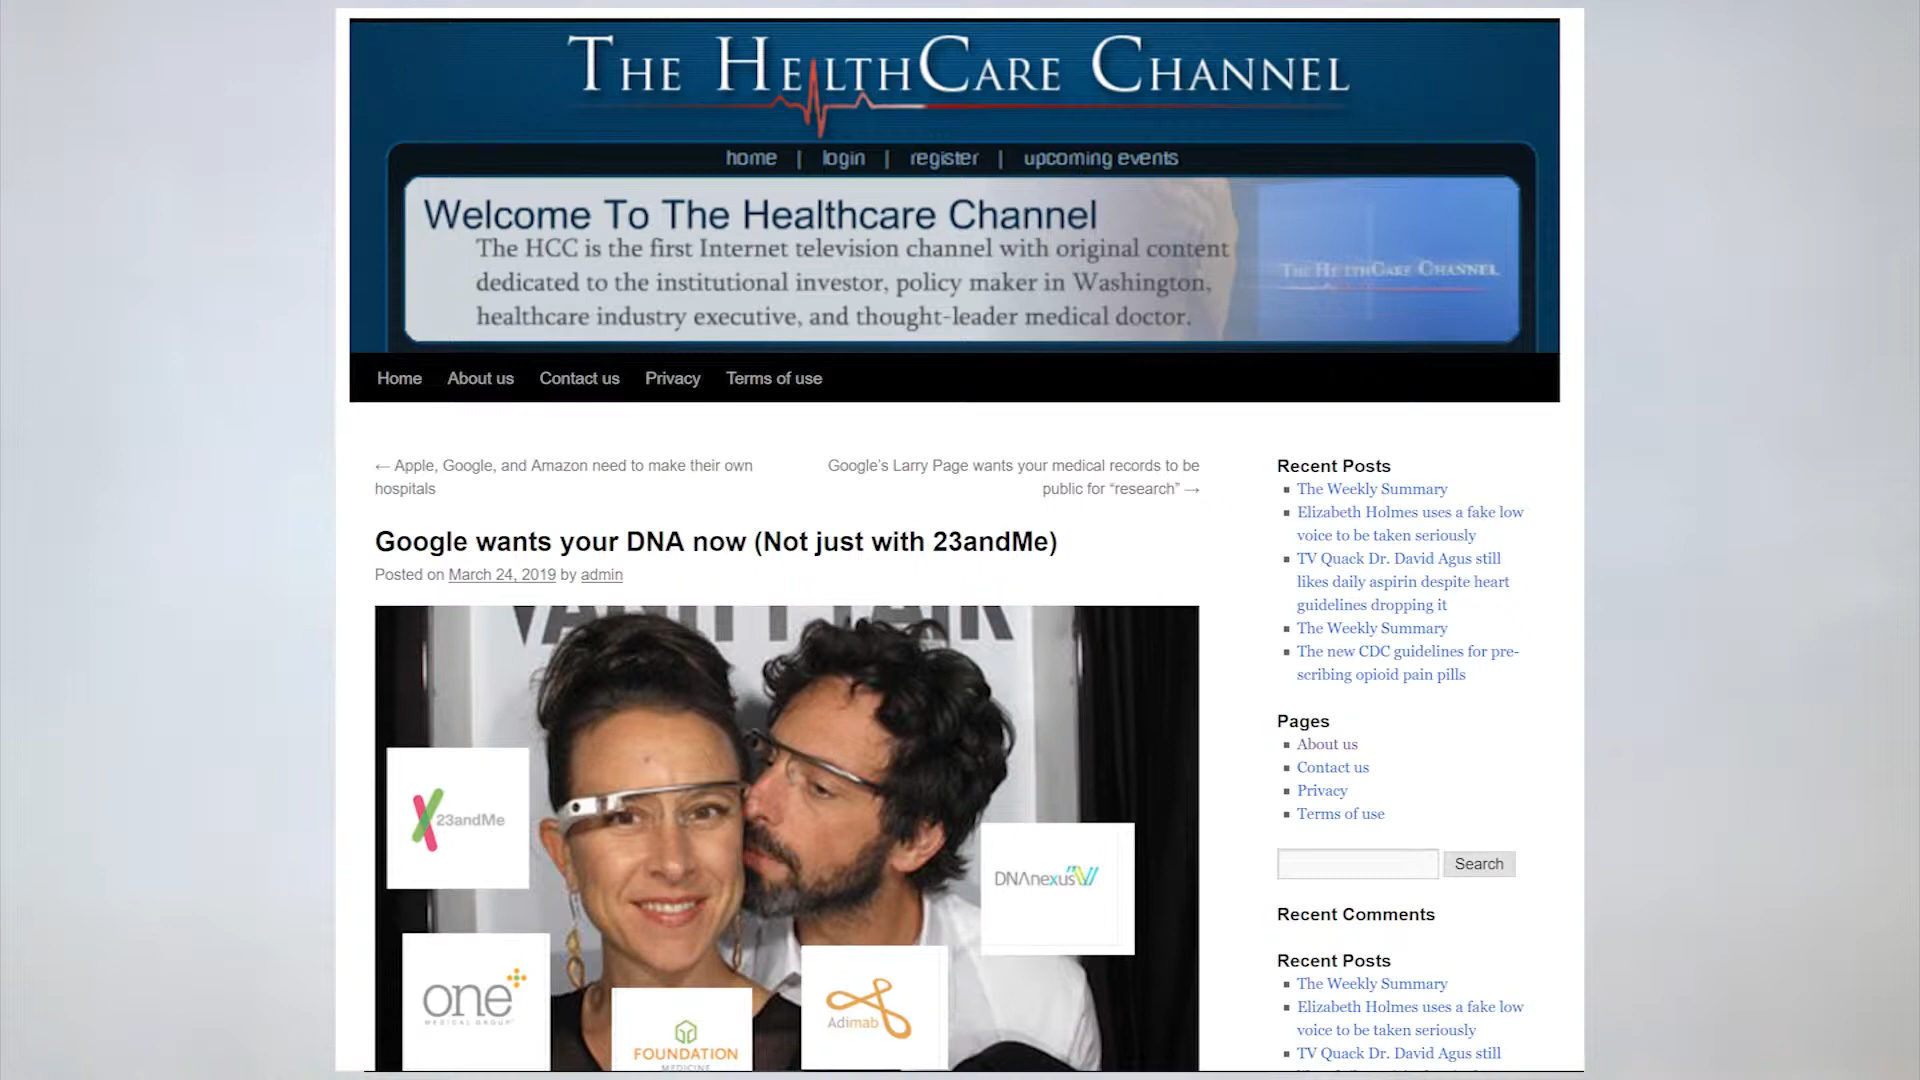 THE HEALTHCARE CHANNEL
home | login | register | upcoming events
Welcome To The Healthcare Channel
The HCC is the first Internet television channel with original content
dedicated to the institutional investor, policy maker in Washington,
healthcare industry executive, and thought-leader medical doctor.
THE HEALTHCARE CHANNEL
Home About us Contact us Privacy Terms of use
← Apple, Google, and Amazon need to make their own
hospitals
Google’s Larry Page wants your medical records to be
public for “research” →
Google wants your DNA now (Not just with 23andMe)
Posted on March 24, 2019 by admin
VANITY FAIR
23andMe
DNAnexus
one
MEDICAL GROUP
FOUNDATION
MEDICINE
Adimab
Recent Posts
The Weekly Summary
Elizabeth Holmes uses a fake low
voice to be taken seriously
TV Quack Dr. David Agus still
likes daily aspirin despite heart
guidelines dropping it
The Weekly Summary
The new CDC guidelines for pre-
scribing opioid pain pills
Pages
About us
Contact us
Privacy
Terms of use
Search
Recent Comments
Recent Posts
The Weekly Summary
Elizabeth Holmes uses a fake low
voice to be taken seriously
TV Quack Dr. David Agus still